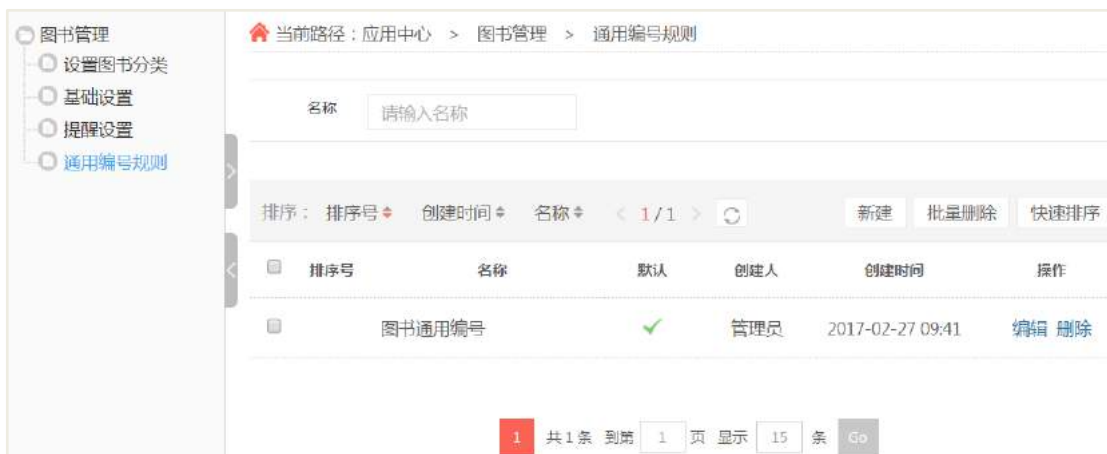 图书管理
设置图书分类
基础设置
提醒设置
通用编号规则
当前路径：应用中心 > 图书管理 > 通用编号规则
名称 请输入名称
排序： 排序号 创建时间 名称 < 1/1 > 新建 批量删除 快速排序
排序号 名称 默认 创建人 创建时间 操作
图书通用编号 管理员 2017-02-27 09:41 编辑 删除
1 共1条 到第 1 页 显示 15 条 Go